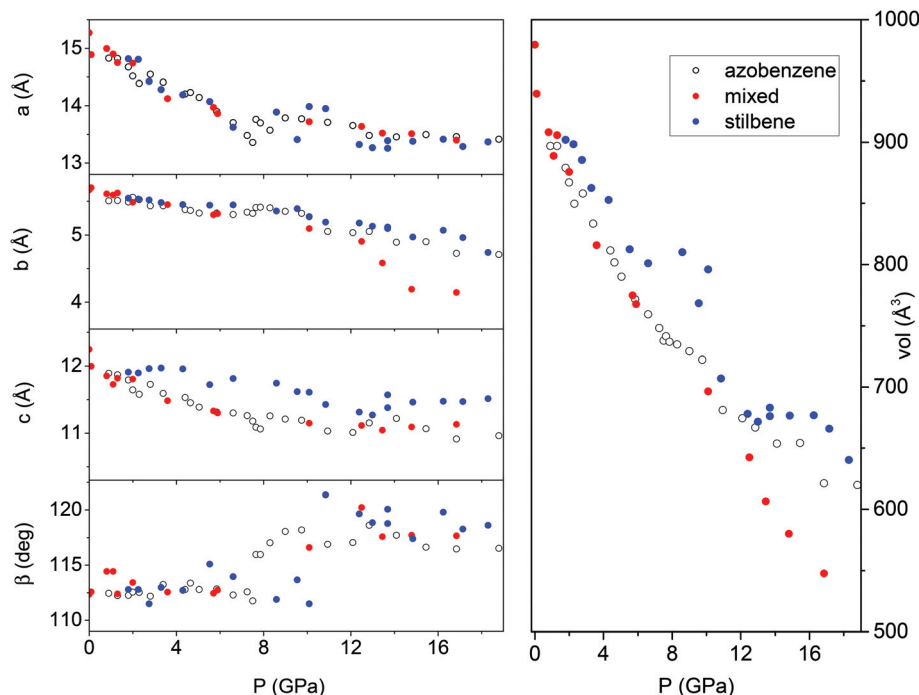 15
14
13
a (Å)
5
4
b (Å)
12
11
c (Å)
120
115
110
β (deg)
0 4 8 12 16
P (GPa)
azobenzene
mixed
stilbene
1000
900
800
700
600
500
vol (Å³)
0 4 8 12 16
P (GPa)